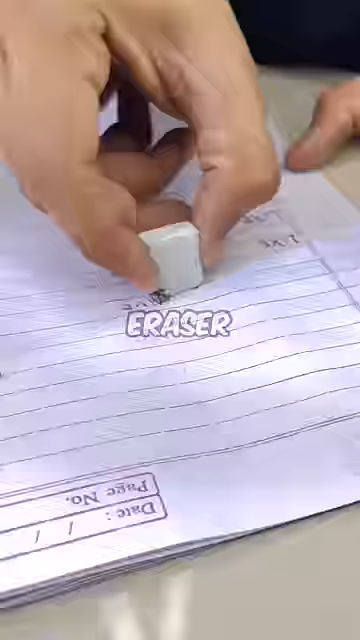 ERASER
Page No.
Date: / /